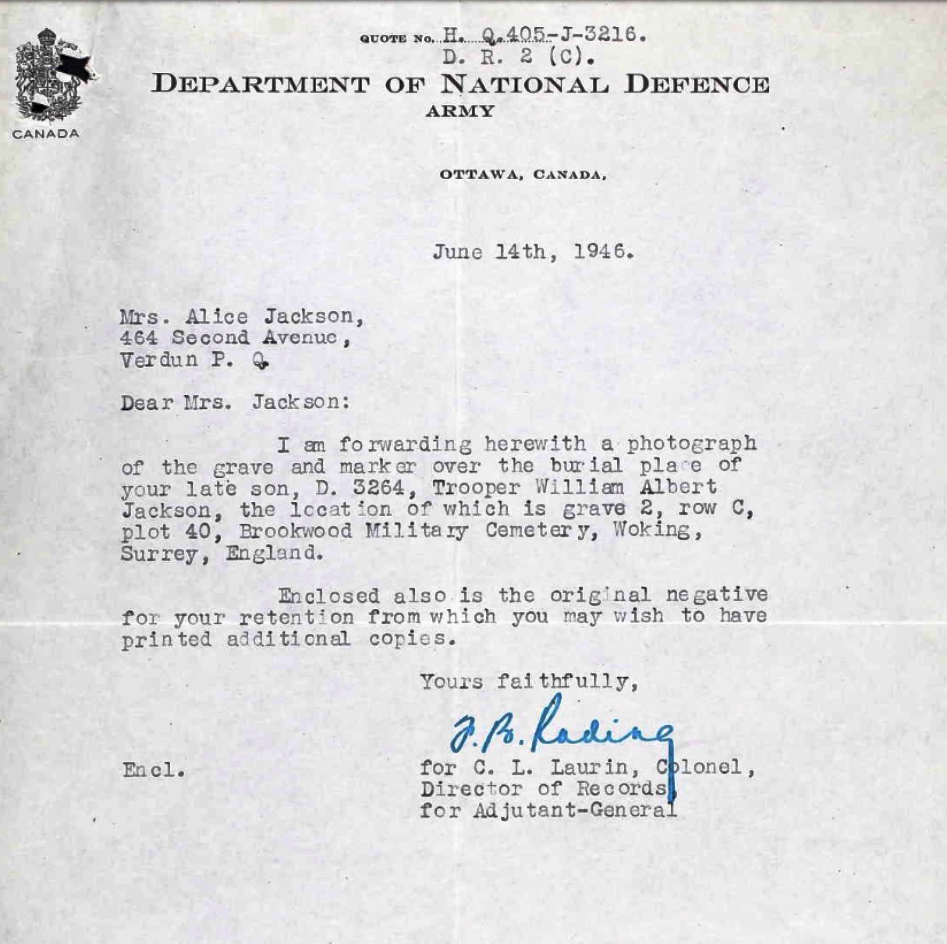 QUOTE NO. H. Q. 405-J-3216.
D. R. 2 (C).
DEPARTMENT OF NATIONAL DEFENCE
ARMY
CANADA
OTTAWA, CANADA,
June 14th, 1946.
Mrs. Alice Jackson,
464 Second Avenue,
Verdun P. Q.
Dear Mrs. Jackson:
I am forwarding herewith a photograph
of the grave and marker over the burial place of
your late son, D. 3264, Trooper William Albert
Jackson, the location of which is grave 2, row C,
plot 40, Brookwood Military Cemetery, Woking,
Surrey, England.
Enclosed also is the original negative
for your retention from which you may wish to have
printed additional copies.
Yours faithfully,
for C. L. Laurin, Colonel,
Director of Records,
for Adjutant-General
Encl.